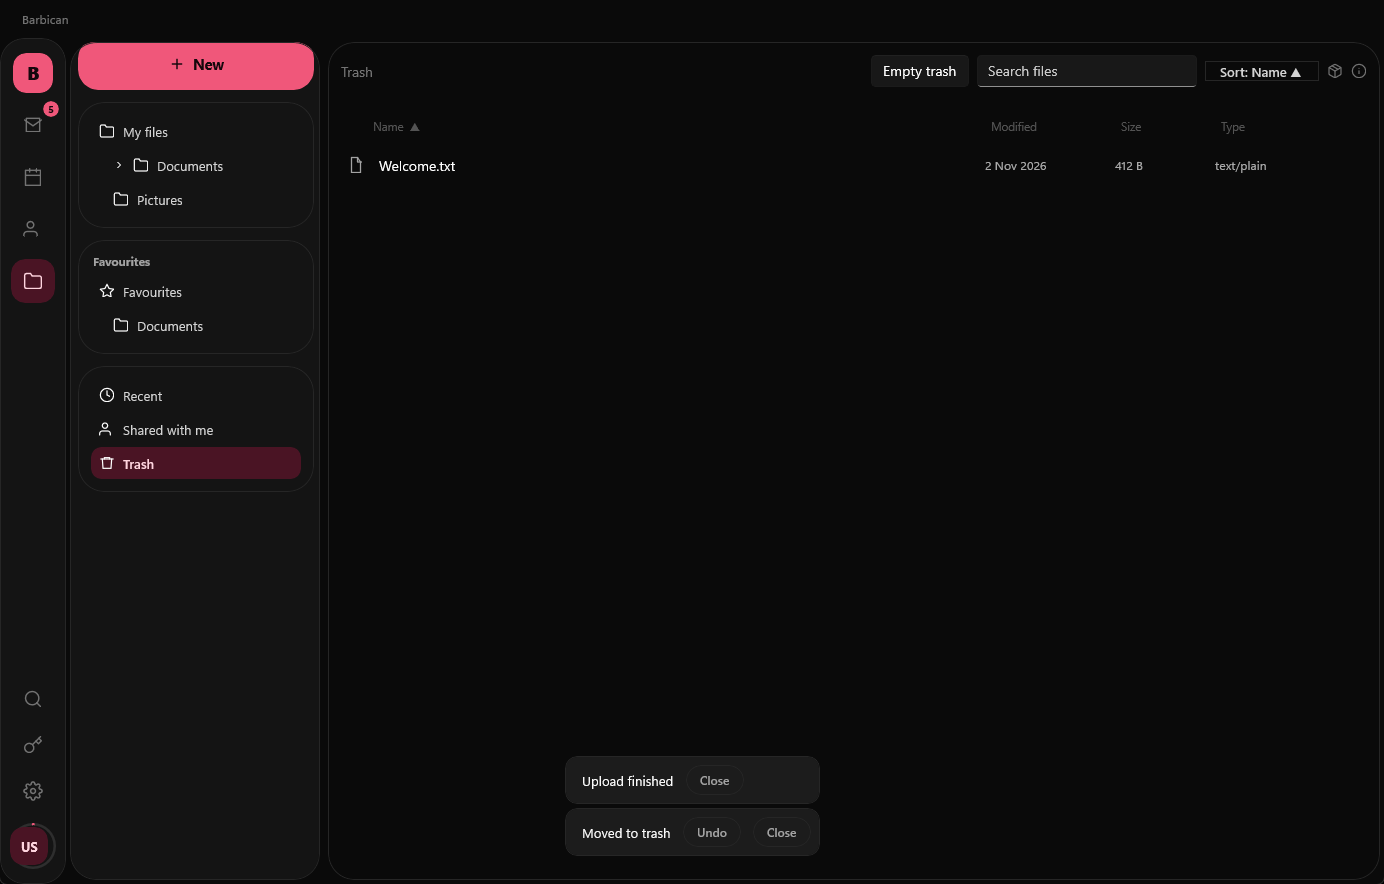 Barbican
B
5
US
+ New
My files
Documents
Pictures
Favourites
Favourites
Documents
Recent
Shared with me
Trash
Trash
Empty trash
Search files
Sort: Name ▲
Name ▲ Modified Size Type
Welcome.txt 2 Nov 2026 412 B text/plain
Upload finished Close
Moved to trash Undo Close